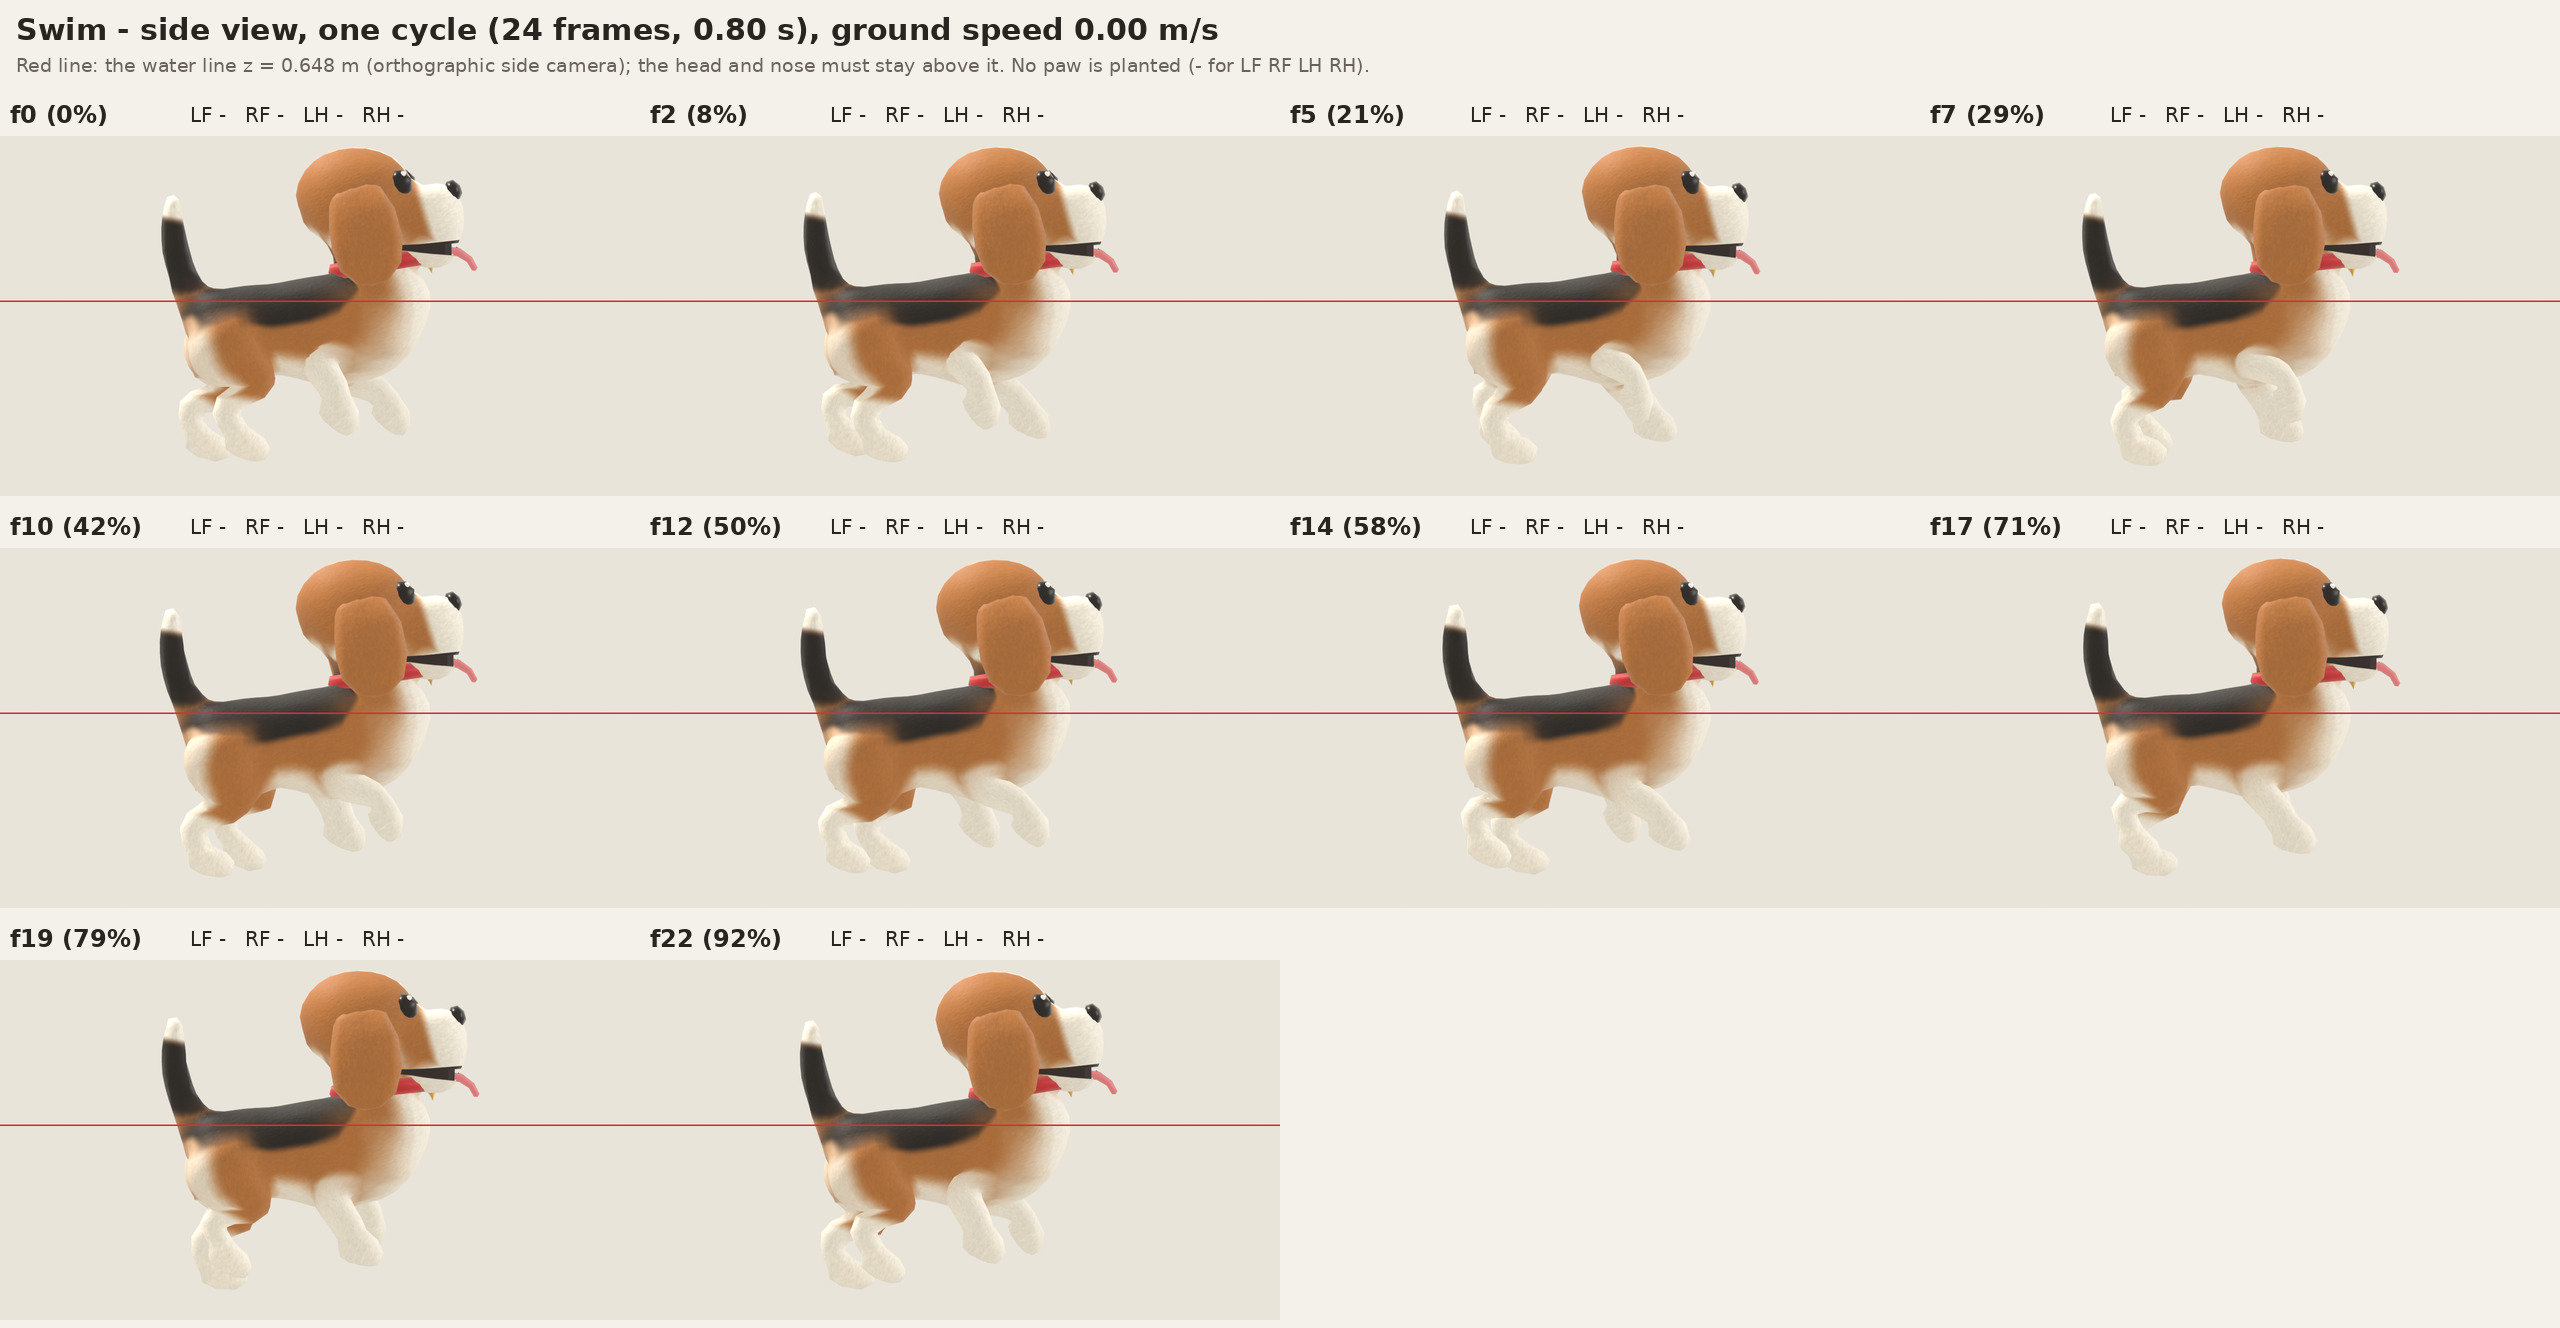 Swim - side view, one cycle (24 frames, 0.80 s), ground speed 0.00 m/s
Red line: the water line z = 0.648 m (orthographic side camera); the head and nose must stay above it. No paw is planted (- for LF RF LH RH).
f0 (0%) LF - RF - LH - RH -
f2 (8%) LF - RF - LH - RH -
f5 (21%) LF - RF - LH - RH -
f7 (29%) LF - RF - LH - RH -
f10 (42%) LF - RF - LH - RH -
f12 (50%) LF - RF - LH - RH -
f14 (58%) LF - RF - LH - RH -
f17 (71%) LF - RF - LH - RH -
f19 (79%) LF - RF - LH - RH -
f22 (92%) LF - RF - LH - RH -